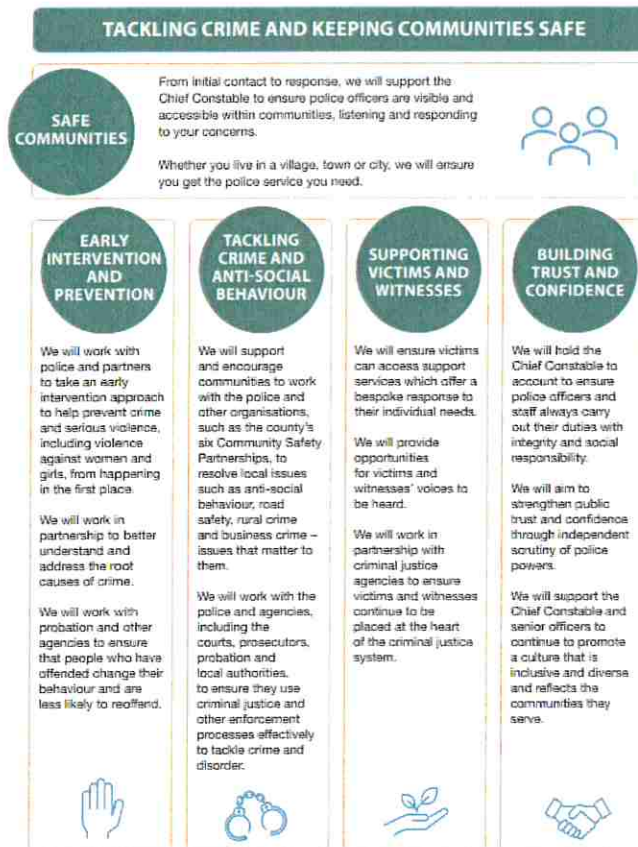 TACKLING CRIME AND KEEPING COMMUNITIES SAFE
SAFE
COMMUNITIES
From initial contact to response, we will support the
Chief Constable to ensure police officers are visible and
accessible within communities, listening and responding
to your concerns.
Whether you live in a village, town or city, we will ensure
you get the police service you need.
EARLY
INTERVENTION
AND
PREVENTION
We will work with
police and partners
to take an early
intervention approach
to help prevent crime
and serious violence,
including violence
against women and
girls, from happening
in the first place.
We will work in
partnership to better
understand and
address the root
causes of crime.
We will work with
probation and other
agencies to ensure
that people who have
offended change their
behaviour and are
less likely to reoffend.
TACKLING
CRIME AND
ANTI-SOCIAL
BEHAVIOUR
We will support
and encourage
communities to work
with the police and
other organisations,
such as the county's
six Community Safety
Partnerships, to
resolve local issues
such as anti-social
behaviour, road
safety, rural crime
and business crime –
issues that matter to
them.
We will work with the
police and agencies,
including the
courts, prosecutors,
probation and
local authorities,
to ensure they use
criminal justice and
other enforcement
processes effectively
to tackle crime and
disorder.
SUPPORTING
VICTIMS AND
WITNESSES
We will ensure victims
can access support
services which offer a
bespoke response to
their individual needs.
We will provide
opportunities
for victims and
witnesses' voices to
be heard.
We will work in
partnership with
criminal justice
agencies to ensure
victims and witnesses
continue to be
placed at the heart
of the criminal justice
system.
BUILDING
TRUST AND
CONFIDENCE
We will hold the
Chief Constable to
account to ensure
police officers and
staff always carry
out their duties with
integrity and social
responsibility.
We will aim to
strengthen public
trust and confidence
through independent
scrutiny of police
powers.
We will support the
Chief Constable and
senior officers to
continue to promote
a culture that is
inclusive and diverse
and reflects the
communities they
serve.